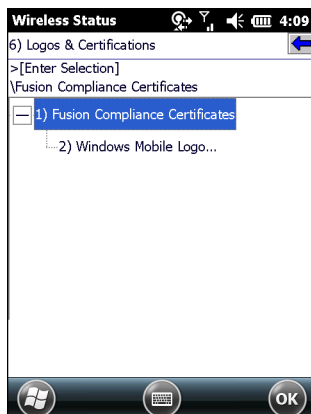 Wireless Status 4:09
6) Logos & Certifications
>[Enter Selection]
\Fusion Compliance Certificates
1) Fusion Compliance Certificates
2) Windows Mobile Logo...
OK